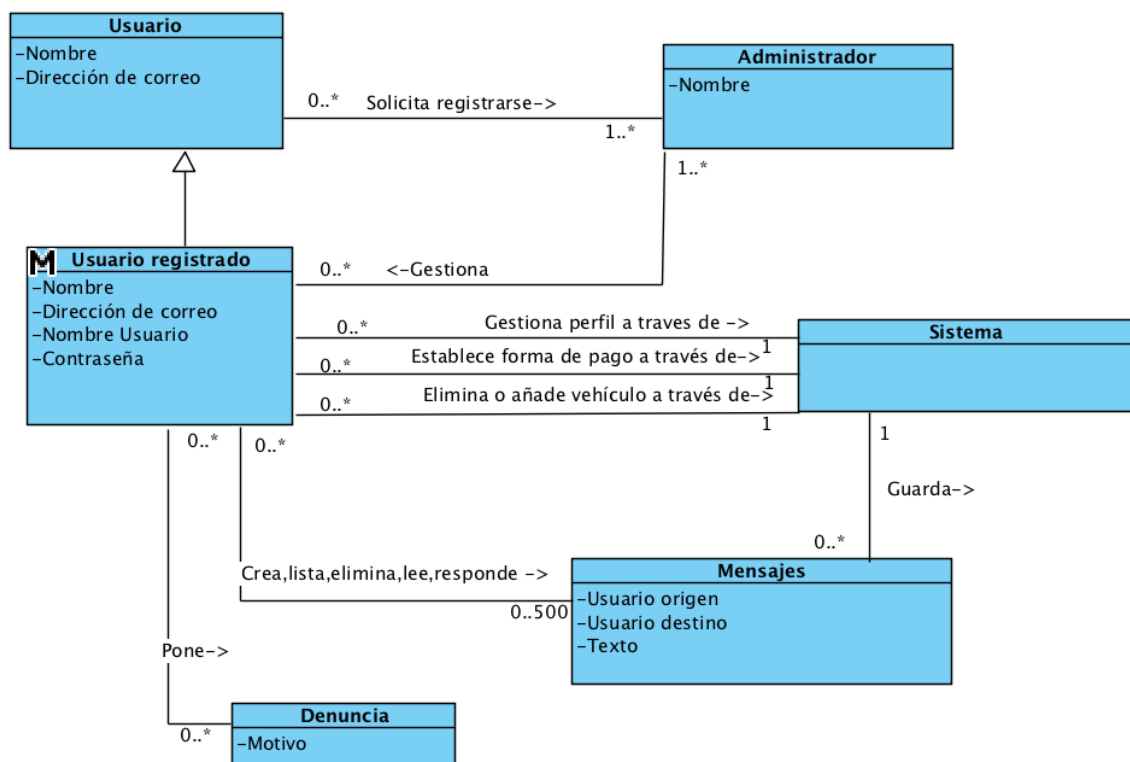 Usuario
-Nombre
-Dirección de correo
Administrador
-Nombre
0..*
Solicita registrarse->
1..*
1..*
M
Usuario registrado
-Nombre
-Dirección de correo
-Nombre Usuario
-Contraseña
0..*
<-Gestiona
0..*
Gestiona perfil a traves de ->
1
0..*
Establece forma de pago a través de->
1
0..*
Elimina o añade vehículo a través de->
1
Sistema
0..*
0..*
1
Guarda->
0..*
Crea,lista,elimina,lee,responde ->
0..500
Mensajes
-Usuario origen
-Usuario destino
-Texto
Pone->
0..*
Denuncia
-Motivo